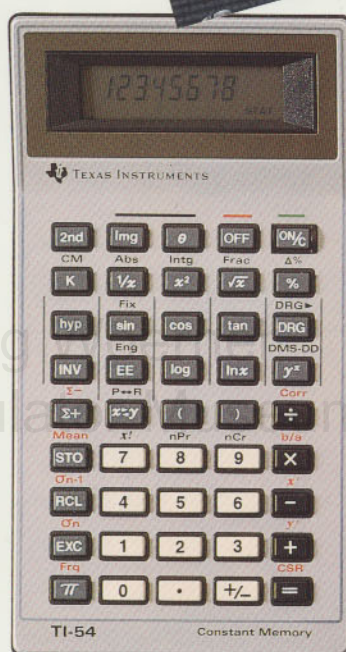 12345678
STAT
TEXAS INSTRUMENTS
2nd Img θ OFF ON/C
CM Abs Intg Frac Δ%
K 1/x x² √x %
Fix DRG►
hyp sin cos tan DRG
Eng DMS-DD
INV EE log lnx yˣ
Σ− P↔R Corr
Σ+ x⇄y ( ) ÷
Mean x! nPr nCr b/a
STO 7 8 9 ×
σn-1 x'
RCL 4 5 6 −
σn y'
EXC 1 2 3 +
Frq CSR
π 0 . +/− =
TI-54 Constant Memory